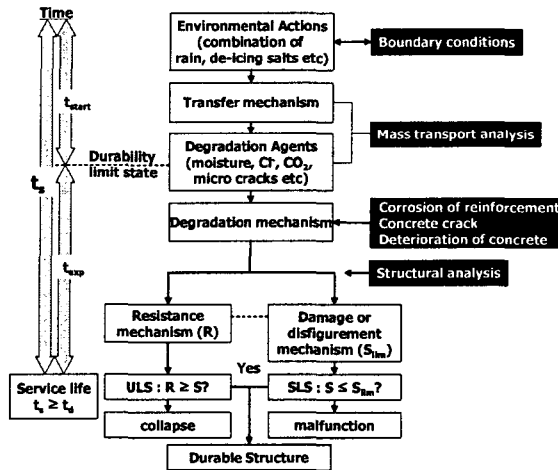 Time
Environmental Actions
(combination of
rain, de-icing salts etc)
Boundary conditions
t_start
Transfer mechanism
Mass transport analysis
Durability
limit state
Degradation Agents
(moisture, Cl⁻, CO₂,
micro cracks etc)
t_s
Degradation mechanism
Corrosion of reinforcement
Concrete crack
Deterioration of concrete
t_exp
Structural analysis
Resistance
mechanism (R)
Damage or
disfigurement
mechanism (S_lim)
Yes
Service life
t_s ≥ t_d
ULS : R ≥ S?
SLS : S ≤ S_lim?
collapse
malfunction
Durable Structure